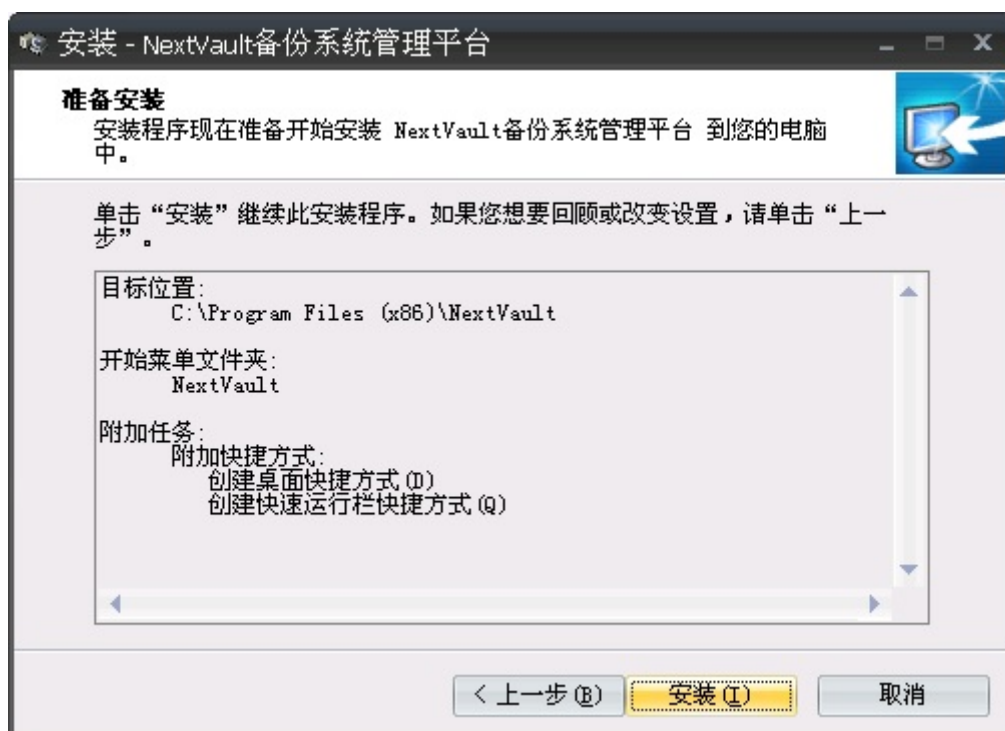 安装 - NextVault备份系统管理平台
准备安装
安装程序现在准备开始安装 NextVault备份系统管理平台 到您的电脑
中。
单击“安装”继续此安装程序。如果您想要回顾或改变设置，请单击“上一
步”。
目标位置:
C:\Program Files (x86)\NextVault
开始菜单文件夹:
NextVault
附加任务:
附加快捷方式:
创建桌面快捷方式(D)
创建快速运行栏快捷方式(Q)
< 上一步(B)
安装(I)
取消